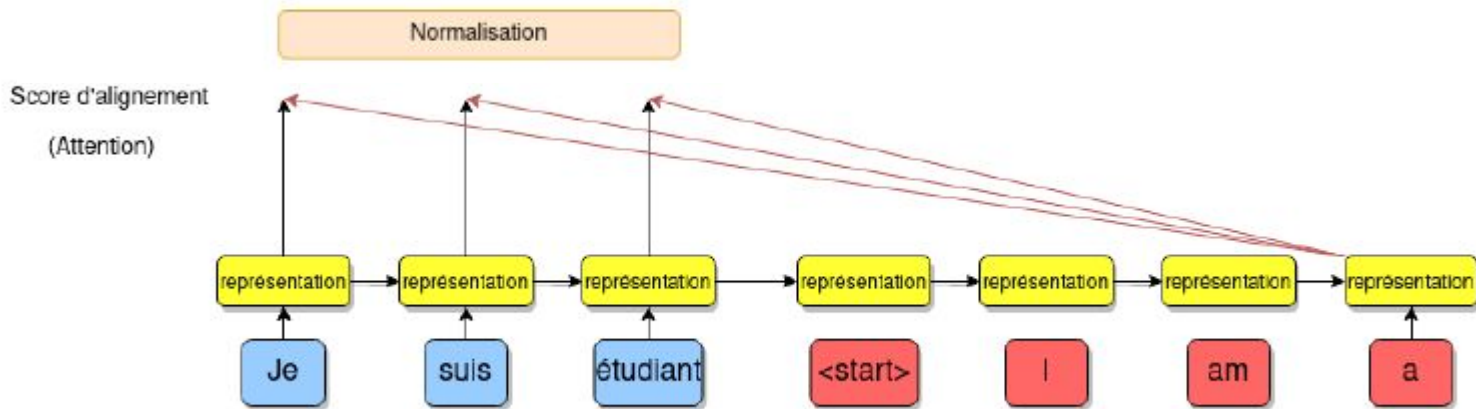 Normalisation
Score d'alignement
(Attention)
représentation représentation représentation représentation représentation représentation représentation
Je suis étudiant <start> I am a